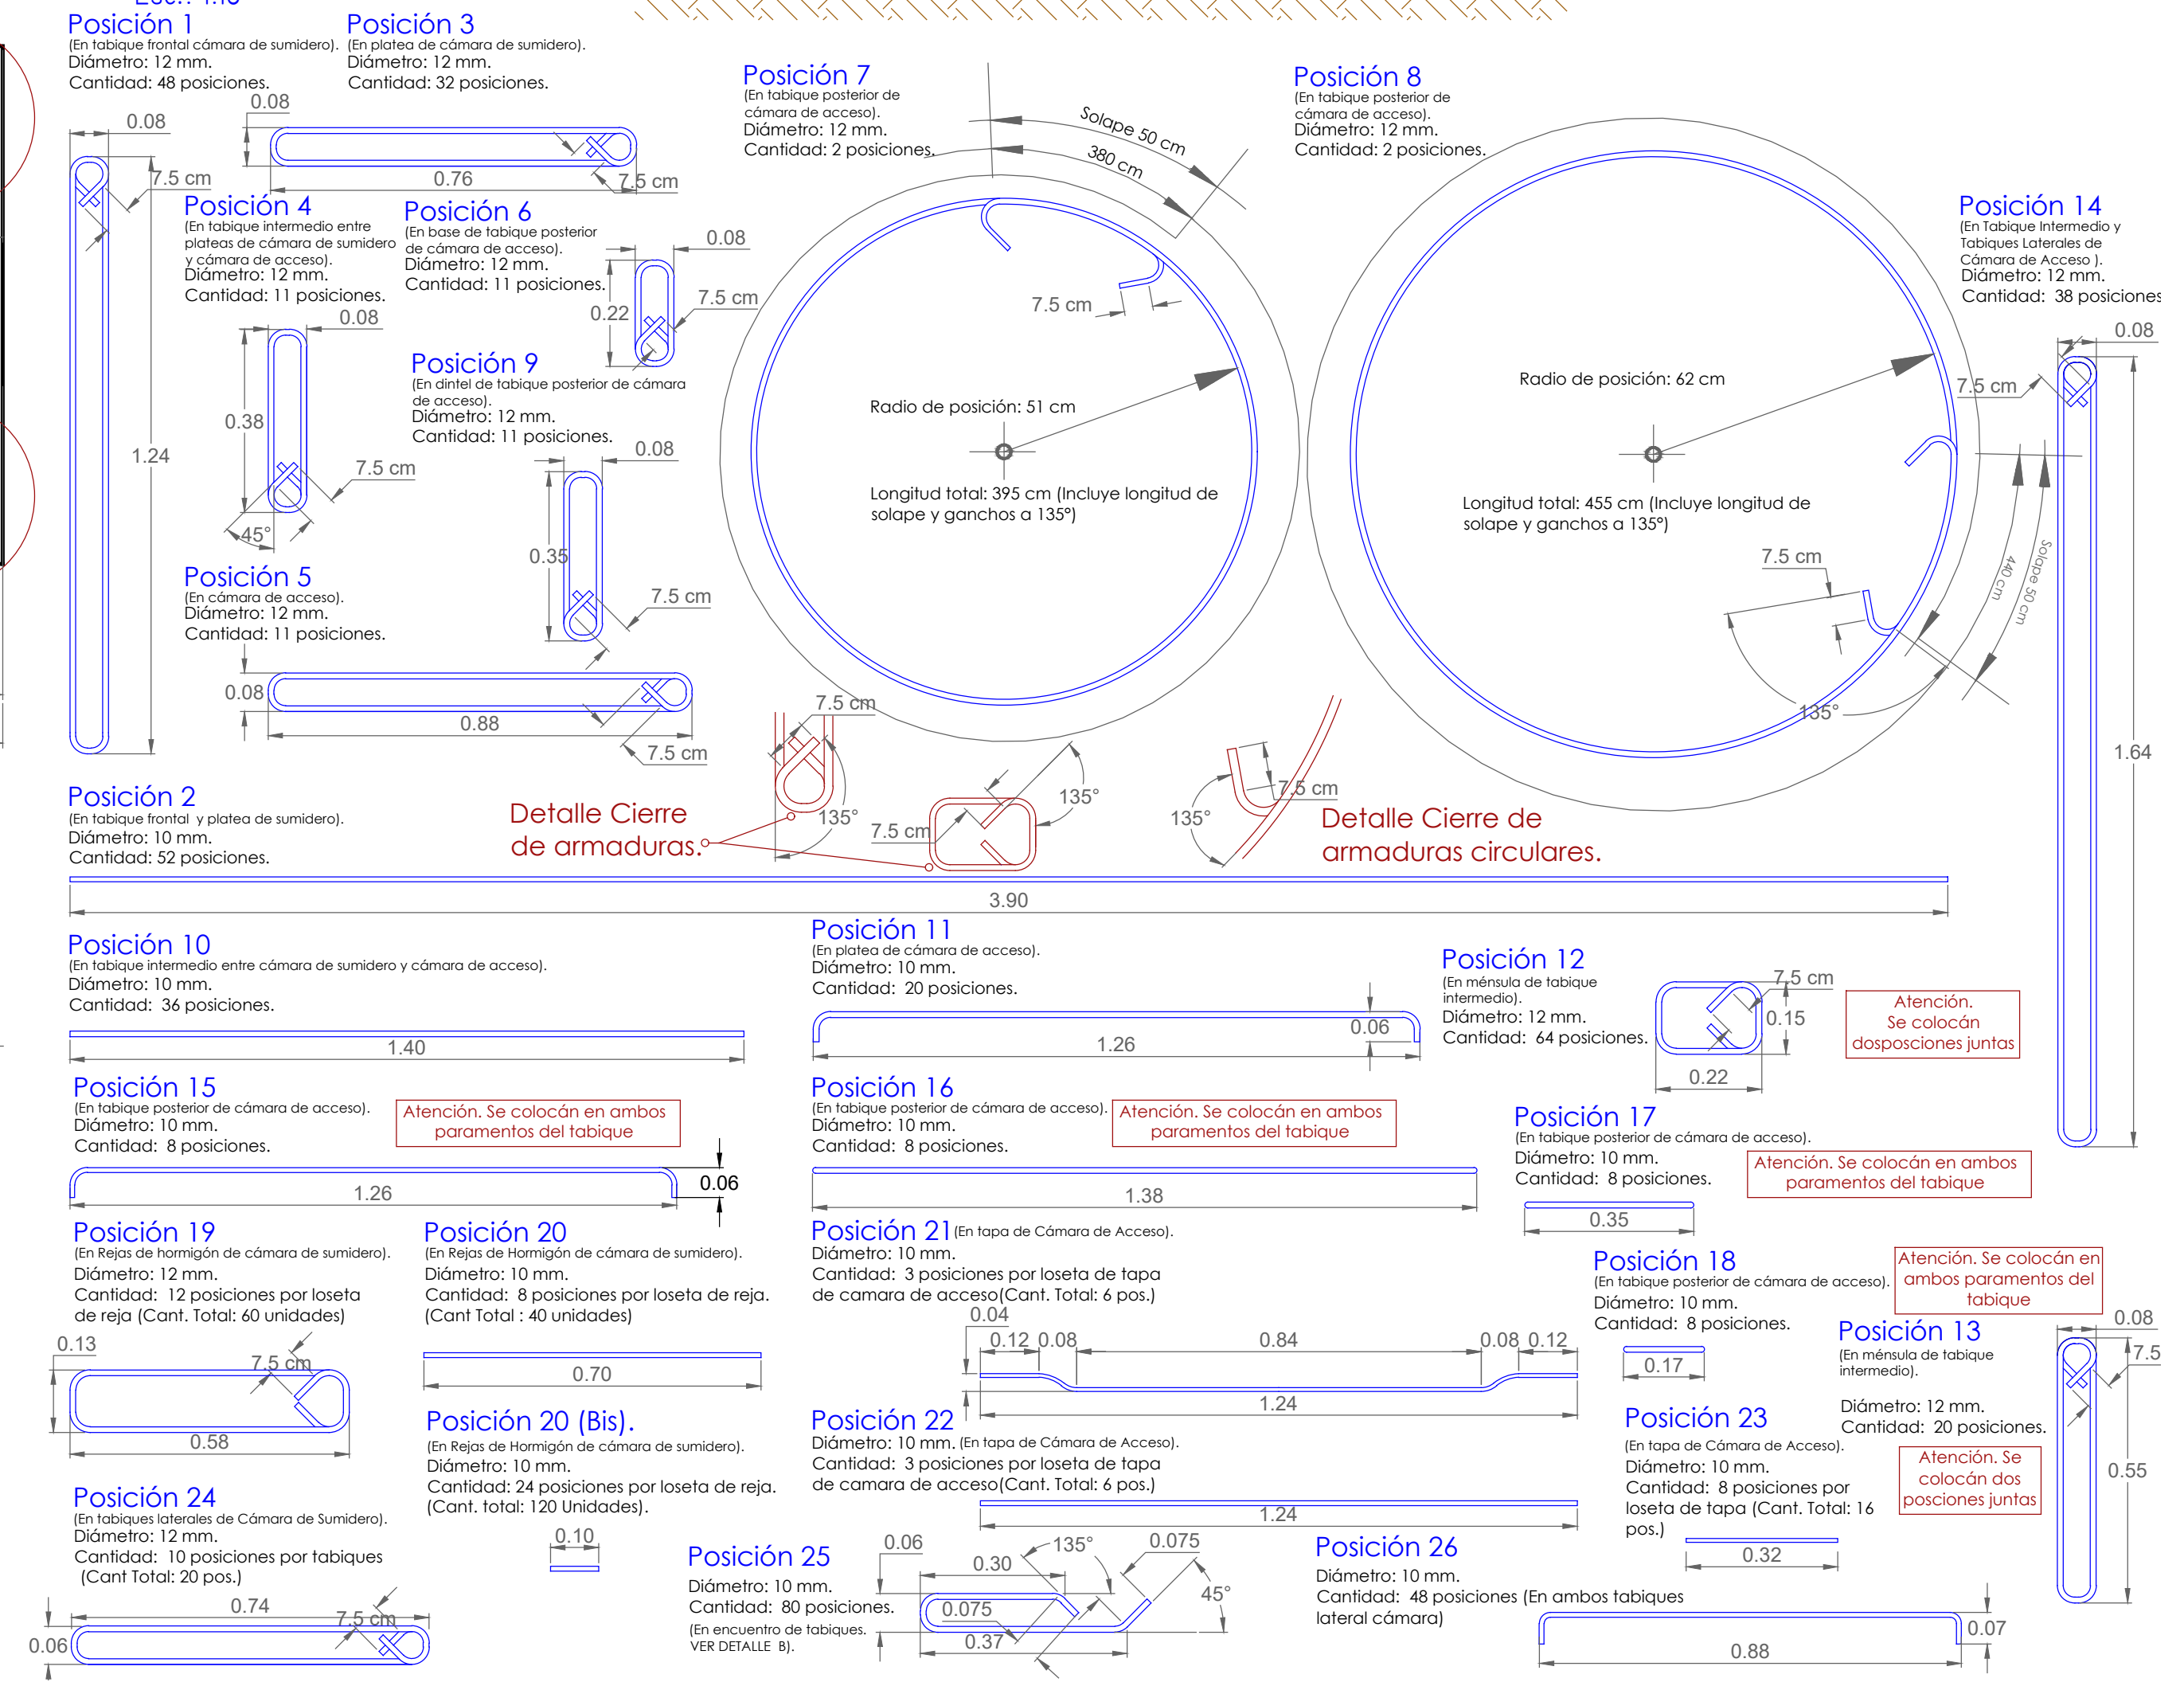 Posición 1
(En tabique frontal cámara de sumidero).
Diámetro: 12 mm.
Cantidad: 48 posiciones.
0.08
7.5 cm
1.24
Posición 3
(En platea de cámara de sumidero).
Diámetro: 12 mm.
Cantidad: 32 posiciones.
0.08
0.76
7.5 cm
Posición 4
(En tabique intermedio entre
plateas de cámara de sumidero
y cámara de acceso).
Diámetro: 12 mm.
Cantidad: 11 posiciones.
0.08
0.38
7.5 cm
45°
Posición 6
(En base de tabique posterior
de cámara de acceso).
Diámetro: 12 mm.
Cantidad: 11 posiciones.
0.08
0.22
7.5 cm
Posición 9
(En dintel de tabique posterior de cámara
de acceso).
Diámetro: 12 mm.
Cantidad: 11 posiciones.
0.08
0.35
7.5 cm
Posición 5
(En cámara de acceso).
Diámetro: 12 mm.
Cantidad: 11 posiciones.
0.08
0.88
7.5 cm
Posición 7
(En tabique posterior de
cámara de acceso).
Diámetro: 12 mm.
Cantidad: 2 posiciones.
Solape 50 cm
380 cm
7.5 cm
Radio de posición: 51 cm
Longitud total: 395 cm (Incluye longitud de
solape y ganchos a 135°)
Posición 8
(En tabique posterior de
cámara de acceso).
Diámetro: 12 mm.
Cantidad: 2 posiciones.
Radio de posición: 62 cm
Longitud total: 455 cm (Incluye longitud de
solape y ganchos a 135°)
7.5 cm
440 cm
Solape 50 cm
135°
Posición 14
(En Tabique Intermedio y
Tabiques Laterales de
Cámara de Acceso ).
Diámetro: 12 mm.
Cantidad: 38 posiciones
0.08
7.5 cm
1.64
Posición 2
(En tabique frontal y platea de sumidero).
Diámetro: 10 mm.
Cantidad: 52 posiciones.
3.90
Detalle Cierre
de armaduras.
7.5 cm
135°
7.5 cm
135°
135°
7.5 cm
Detalle Cierre de
armaduras circulares.
Posición 10
(En tabique intermedio entre cámara de sumidero y cámara de acceso).
Diámetro: 10 mm.
Cantidad: 36 posiciones.
1.40
Posición 11
(En platea de cámara de acceso).
Diámetro: 10 mm.
Cantidad: 20 posiciones.
0.06
1.26
Posición 12
(En ménsula de tabique
intermedio).
Diámetro: 12 mm.
Cantidad: 64 posiciones.
7.5 cm
0.15
0.22
Atención.
Se colocán
dosposciones juntas
Posición 15
(En tabique posterior de cámara de acceso).
Diámetro: 10 mm.
Cantidad: 8 posiciones.
Atención. Se colocán en ambos
paramentos del tabique
0.06
1.26
Posición 16
(En tabique posterior de cámara de acceso).
Diámetro: 10 mm.
Cantidad: 8 posiciones.
Atención. Se colocán en ambos
paramentos del tabique
1.38
Posición 17
(En tabique posterior de cámara de acceso).
Diámetro: 10 mm.
Cantidad: 8 posiciones.
Atención. Se colocán en ambos
paramentos del tabique
0.35
Posición 19
(En Rejas de hormigón de cámara de sumidero).
Diámetro: 12 mm.
Cantidad: 12 posiciones por loseta
de reja (Cant. Total: 60 unidades)
0.13
7.5 cm
0.58
Posición 20
(En Rejas de Hormigón de cámara de sumidero).
Diámetro: 10 mm.
Cantidad: 8 posiciones por loseta de reja.
(Cant Total : 40 unidades)
0.70
Posición 21 (En tapa de Cámara de Acceso).
Diámetro: 10 mm.
Cantidad: 3 posiciones por loseta de tapa
de camara de acceso(Cant. Total: 6 pos.)
0.04
0.12 0.08 0.84 0.08 0.12
1.24
Posición 18
(En tabique posterior de cámara de acceso).
Diámetro: 10 mm.
Cantidad: 8 posiciones.
Atención. Se colocán en
ambos paramentos del
tabique
0.17
Posición 13
(En ménsula de tabique
intermedio).
Diámetro: 12 mm.
Cantidad: 20 posiciones.
Atención. Se
colocán dos
posciones juntas
0.08
7.5
0.55
Posición 20 (Bis).
(En Rejas de Hormigón de cámara de sumidero).
Diámetro: 10 mm.
Cantidad: 24 posiciones por loseta de reja.
(Cant. total: 120 Unidades).
0.10
Posición 22
Diámetro: 10 mm. (En tapa de Cámara de Acceso).
Cantidad: 3 posiciones por loseta de tapa
de camara de acceso(Cant. Total: 6 pos.)
1.24
Posición 23
(En tapa de Cámara de Acceso).
Diámetro: 10 mm.
Cantidad: 8 posiciones por
loseta de tapa (Cant. Total: 16
pos.)
0.32
Posición 24
(En tabiques laterales de Cámara de Sumidero).
Diámetro: 12 mm.
Cantidad: 10 posiciones por tabiques
(Cant Total: 20 pos.)
0.74
7.5 cm
0.06
Posición 25
Diámetro: 10 mm.
Cantidad: 80 posiciones.
(En encuentro de tabiques.
VER DETALLE B).
0.06
0.30
135°
0.075
45°
0.075
0.37
Posición 26
Diámetro: 10 mm.
Cantidad: 48 posiciones (En ambos tabiques
lateral cámara)
0.07
0.88